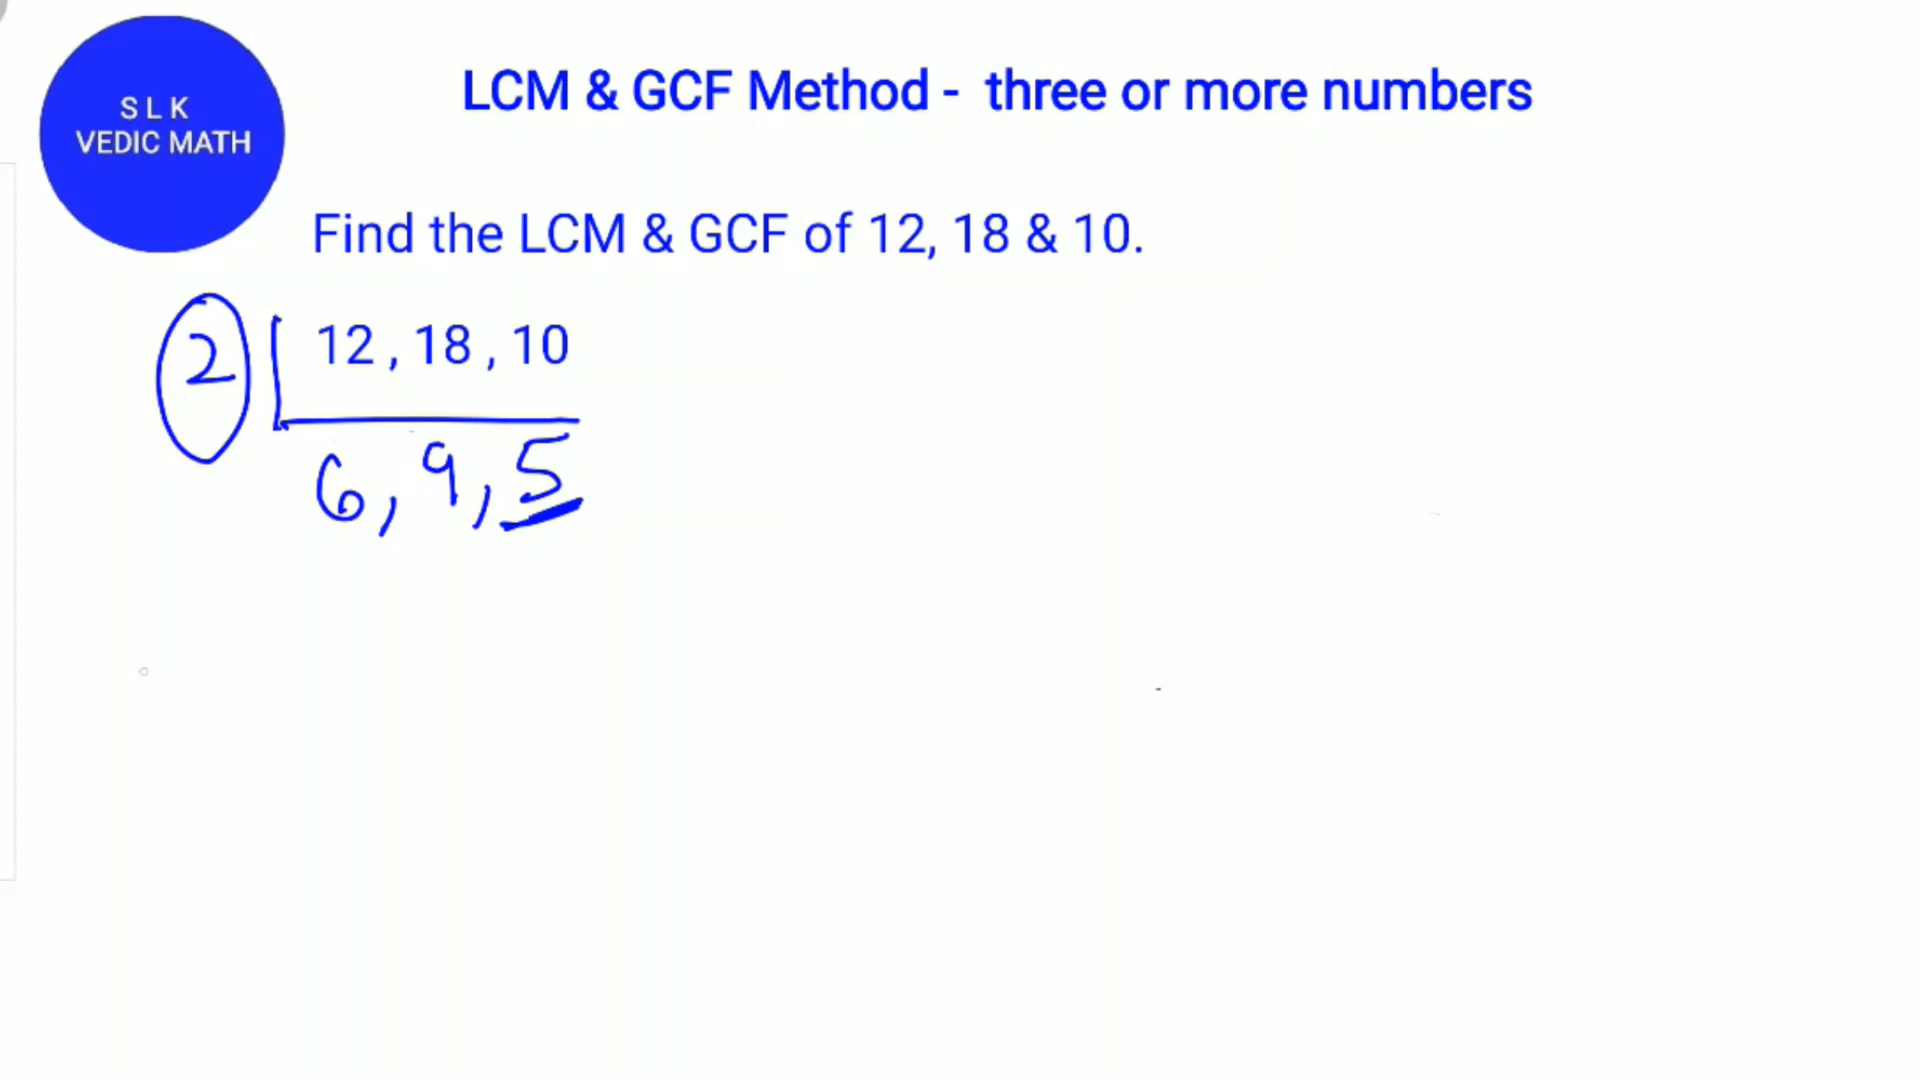 S L K
VEDIC MATH
LCM & GCF Method - three or more numbers
Find the LCM & GCF of 12, 18 & 10.
2 12 , 18 , 10
6, 9, 5